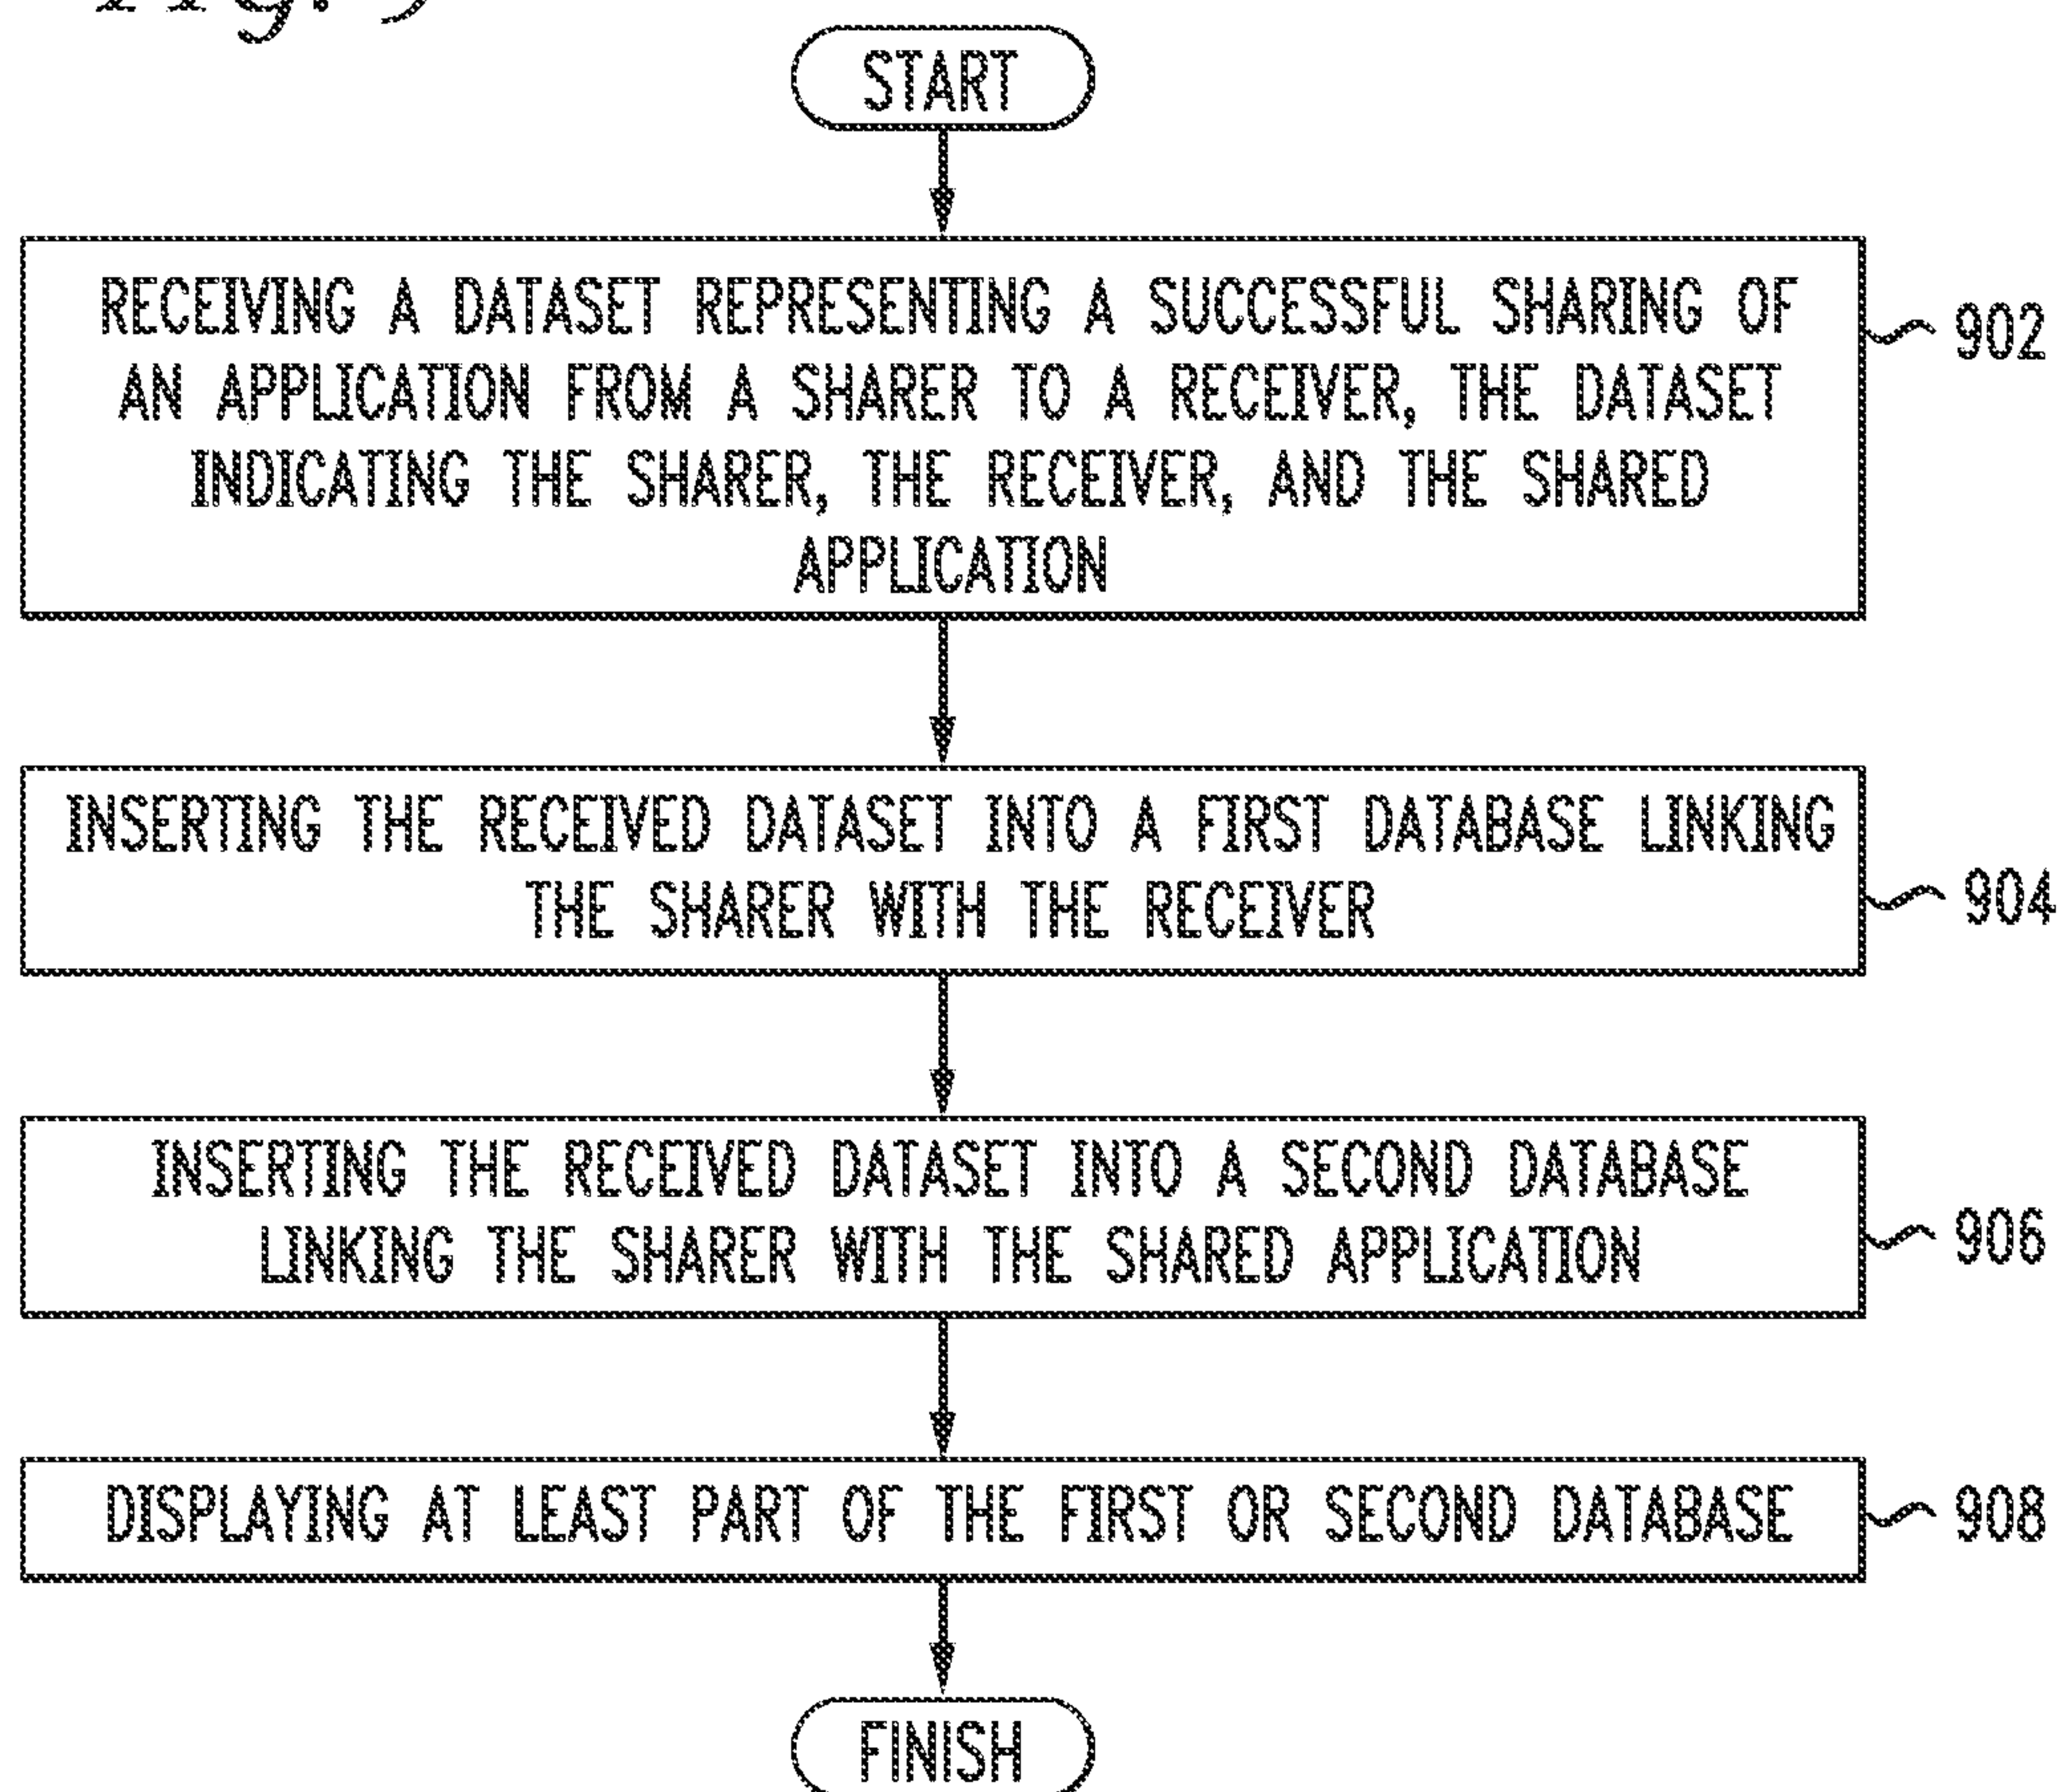 Fig. 9
START
RECEIVING A DATASET REPRESENTING A SUCCESSFUL SHARING OF
AN APPLICATION FROM A SHARER TO A RECEIVER, THE DATASET
INDICATING THE SHARER, THE RECEIVER, AND THE SHARED
APPLICATION
902
INSERTING THE RECEIVED DATASET INTO A FIRST DATABASE LINKING
THE SHARER WITH THE RECEIVER
904
INSERTING THE RECEIVED DATASET INTO A SECOND DATABASE
LINKING THE SHARER WITH THE SHARED APPLICATION
906
DISPLAYING AT LEAST PART OF THE FIRST OR SECOND DATABASE
908
FINISH